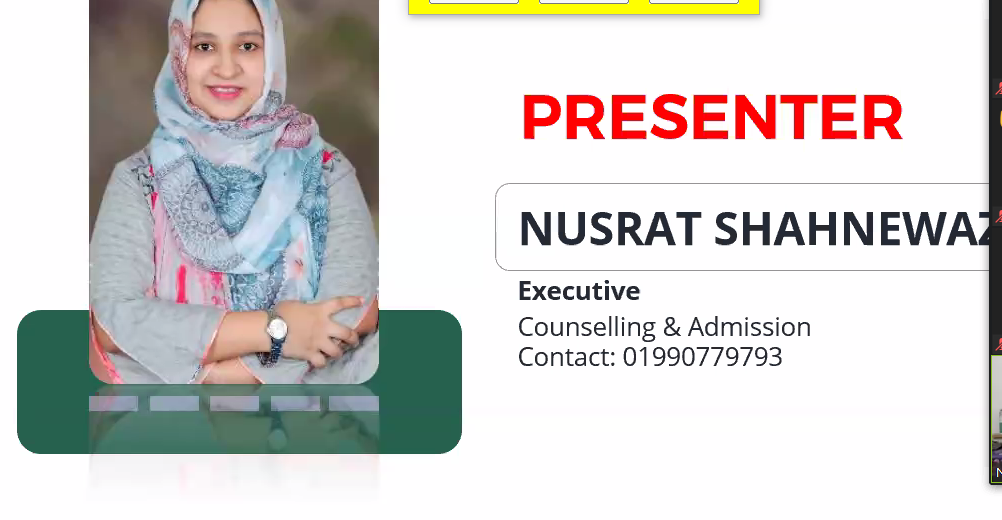 PRESENTER
NUSRAT SHAHNEWAZ
Executive
Counselling & Admission
Contact: 01990779793